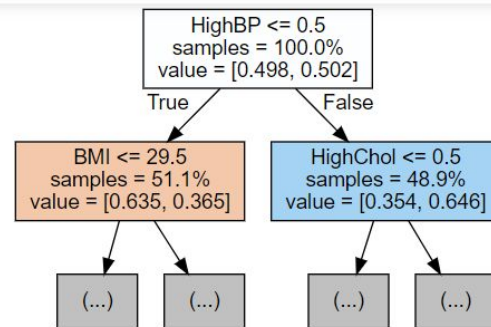 HighBP <= 0.5
samples = 100.0%
value = [0.498, 0.502]
True
False
BMI <= 29.5
samples = 51.1%
value = [0.635, 0.365]
HighChol <= 0.5
samples = 48.9%
value = [0.354, 0.646]
(...)
(...)
(...)
(...)